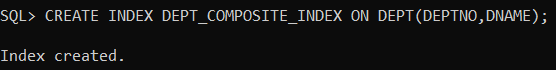 SQL> CREATE INDEX DEPT_COMPOSITE_INDEX ON DEPT(DEPTNO,DNAME);
Index created.